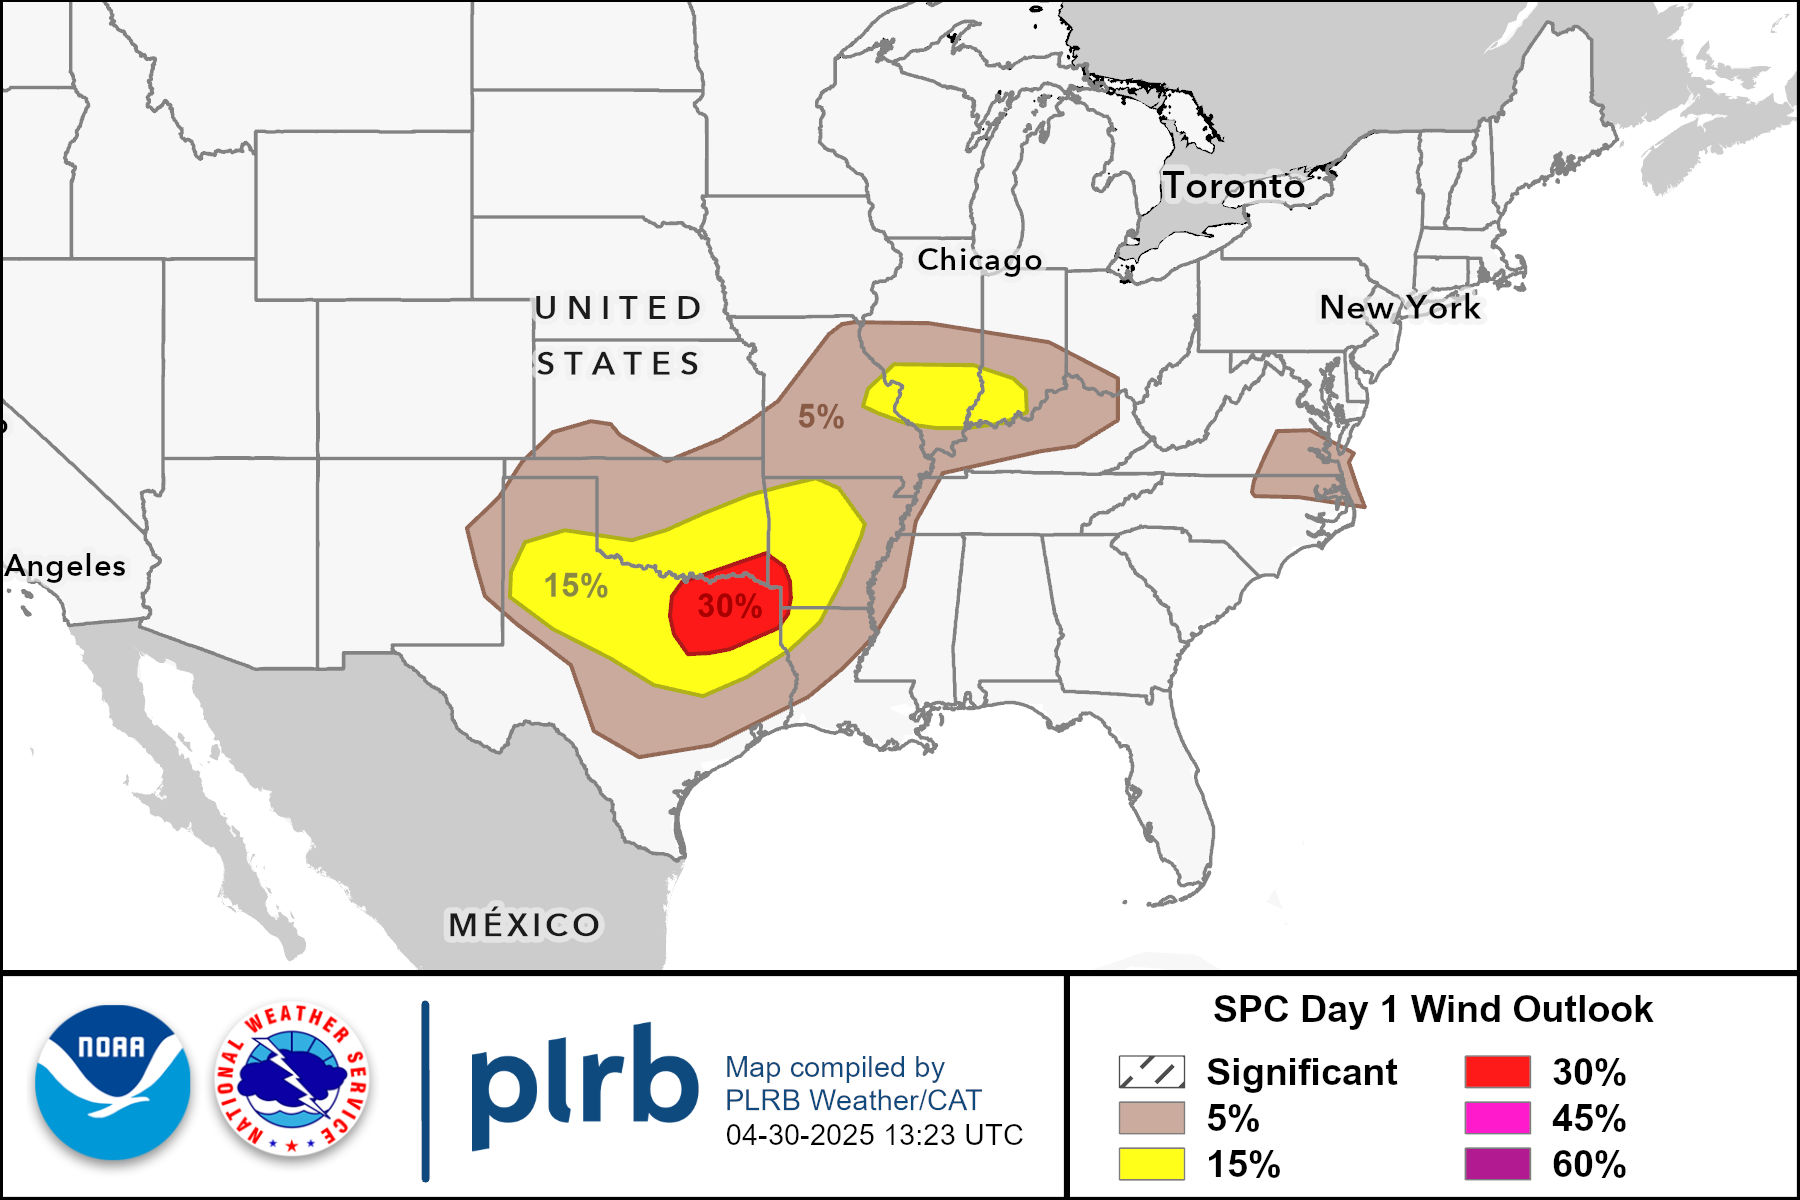 Toronto
Chicago
New York
UNITED
STATES
5%
Angeles
15%
30%
MÉXICO
NOAA
NATIONAL WEATHER SERVICE
plrb
Map compiled by
PLRB Weather/CAT
04-30-2025 13:23 UTC
SPC Day 1 Wind Outlook
Significant
5%
15%
30%
45%
60%